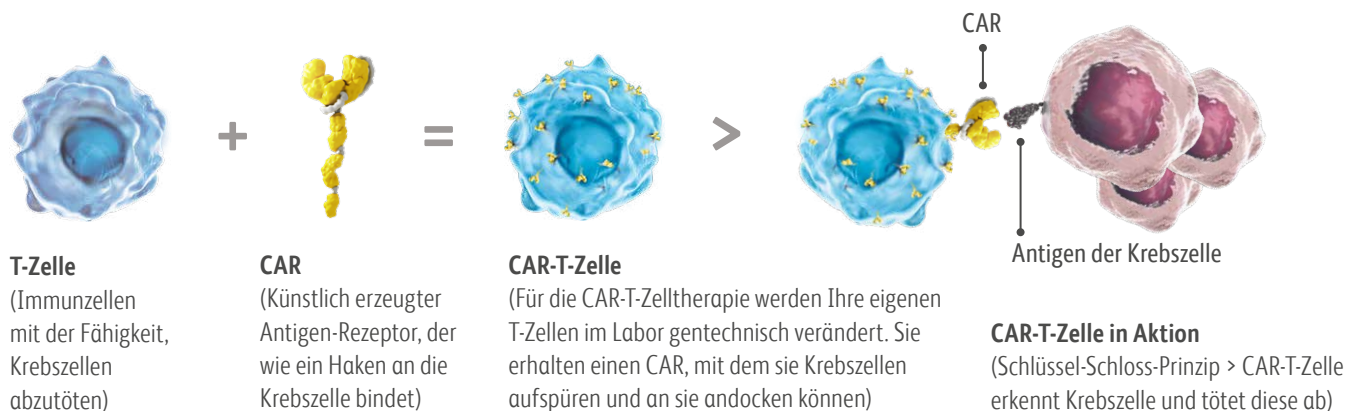 CAR
+
=
>
Antigen der Krebszelle
T-Zelle
(Immunzellen
mit der Fähigkeit,
Krebszellen
abzutöten)
CAR
(Künstlich erzeugter
Antigen-Rezeptor, der
wie ein Haken an die
Krebszelle bindet)
CAR-T-Zelle
(Für die CAR-T-Zelltherapie werden Ihre eigenen
T-Zellen im Labor gentechnisch verändert. Sie
erhalten einen CAR, mit dem sie Krebszellen
aufspüren und an sie andocken können)
CAR-T-Zelle in Aktion
(Schlüssel-Schloss-Prinzip > CAR-T-Zelle
erkennt Krebszelle und tötet diese ab)